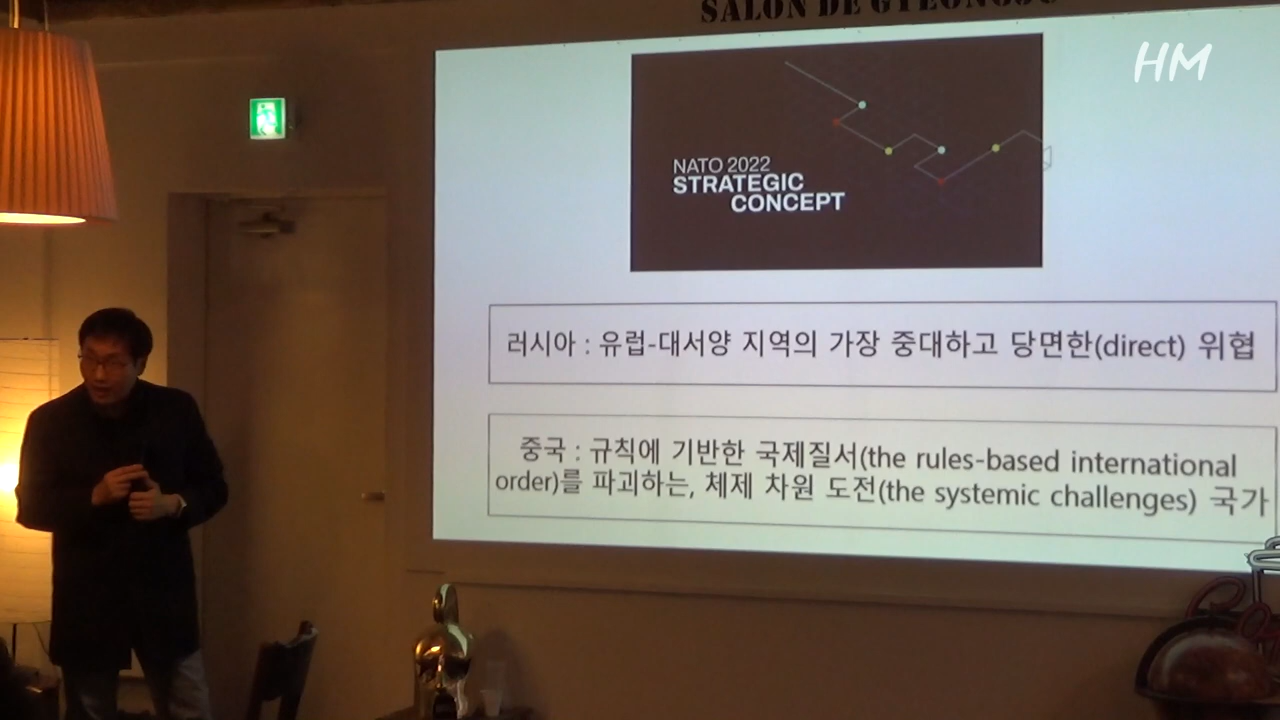 SALON DE GYEONGJU
HM
NATO 2022
STRATEGIC
CONCEPT
러시아 : 유럽-대서양 지역의 가장 중대하고 당면한(direct) 위협
중국 : 규칙에 기반한 국제질서(the rules-based international
order)를 파괴하는, 체제 차원 도전(the systemic challenges) 국가